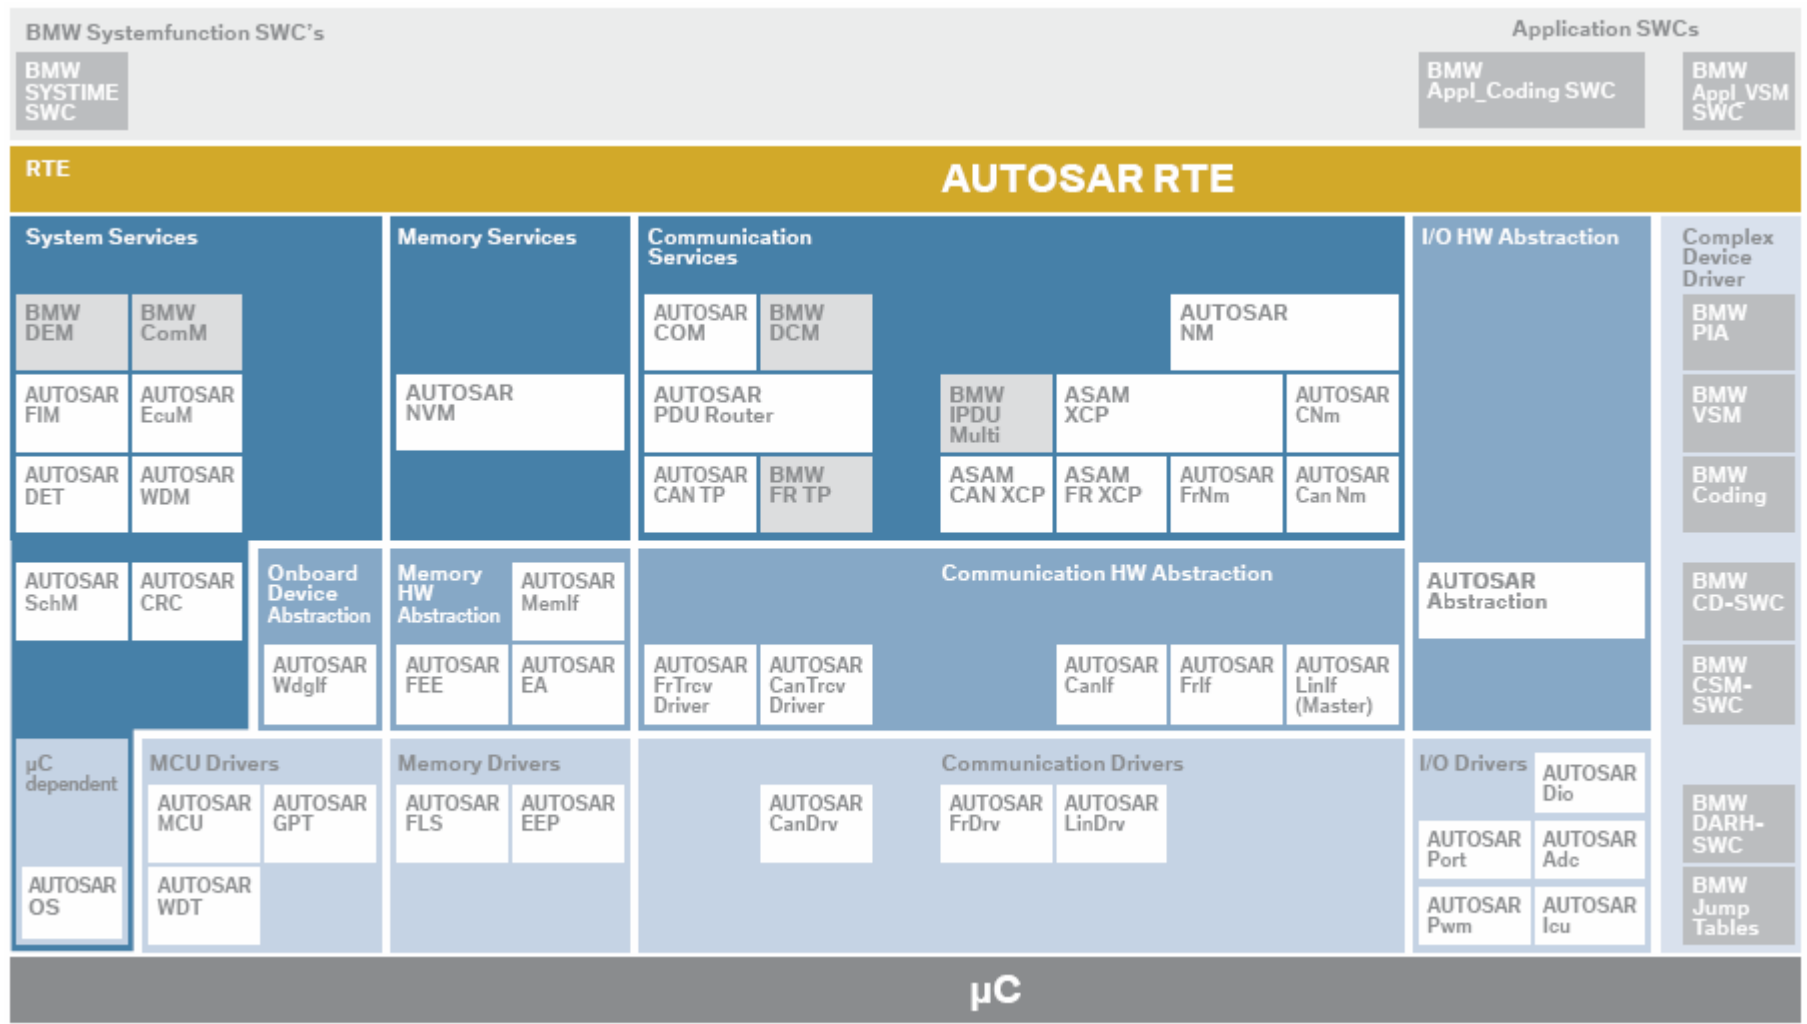 BMW Systemfunction SWC's
Application SWCs
BMW
SYSTIME
SWC
BMW
Appl_Coding SWC
BMW
Appl_VSM
SWC
RTE
AUTOSAR RTE
System Services
BMW
DEM
BMW
ComM
AUTOSAR
FIM
AUTOSAR
EcuM
AUTOSAR
DET
AUTOSAR
WDM
AUTOSAR
SchM
AUTOSAR
CRC
Memory Services
AUTOSAR
NVM
Communication
Services
AUTOSAR
COM
BMW
DCM
AUTOSAR
NM
AUTOSAR
PDU Router
BMW
IPDU
Multi
ASAM
XCP
AUTOSAR
CNm
AUTOSAR
CAN TP
BMW
FR TP
ASAM
CAN XCP
ASAM
FR XCP
AUTOSAR
FrNm
AUTOSAR
Can Nm
I/O HW Abstraction
AUTOSAR
Abstraction
Complex
Device
Driver
BMW
PIA
BMW
VSM
BMW
Coding
BMW
CD-SWC
BMW
CSM-
SWC
BMW
DARH-
SWC
BMW
Jump
Tables
Onboard
Device
Abstraction
AUTOSAR
WdgIf
Memory
HW
Abstraction
AUTOSAR
MemIf
AUTOSAR
FEE
AUTOSAR
EA
Communication HW Abstraction
AUTOSAR
FrTrcv
Driver
AUTOSAR
CanTrcv
Driver
AUTOSAR
CanIf
AUTOSAR
FrIf
AUTOSAR
LinIf
(Master)
µC
dependent
AUTOSAR
OS
MCU Drivers
AUTOSAR
MCU
AUTOSAR
GPT
AUTOSAR
WDT
Memory Drivers
AUTOSAR
FLS
AUTOSAR
EEP
Communication Drivers
AUTOSAR
CanDrv
AUTOSAR
FrDrv
AUTOSAR
LinDrv
I/O Drivers
AUTOSAR
Dio
AUTOSAR
Port
AUTOSAR
Adc
AUTOSAR
Pwm
AUTOSAR
Icu
µC